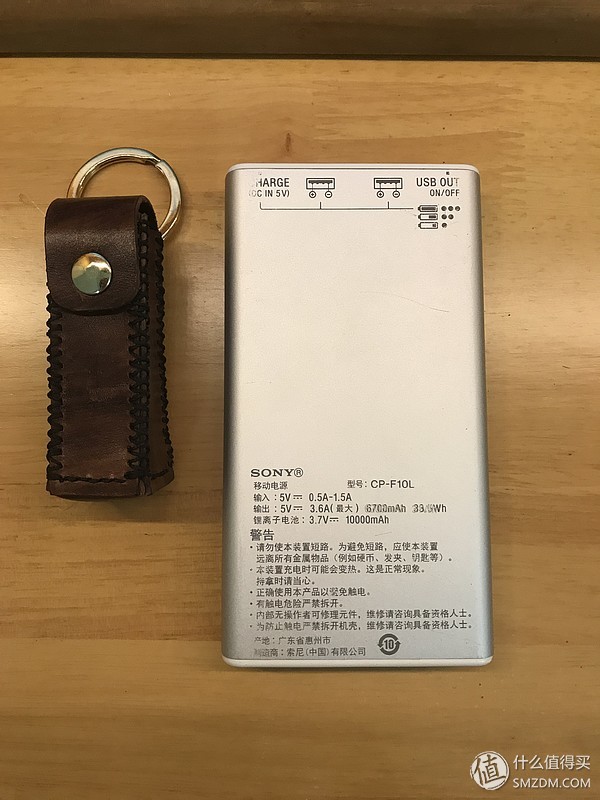 USB OUT
(DC IN 5V)
ON/OFF
SONY®
移动电源 型号: CP-F10L
输入: 5V⎓ 0.5A-1.5A
输出: 5V⎓ 3.6A(最大) 6700mAh
锂离子电池: 3.7V⎓ 10000mAh
警告
·请勿使本装置短路。为避免短路，应使本装置
远离所有金属物品（例如硬币、发夹、钥匙等）。
·本装置充电时可能会变热。这是正常现象。
持拿时请当心。
·正确使用本产品以避免触电。
·有触电危险严禁拆开。
·内部无操作者可修理元件，维修请咨询具备资格人士。
·为防止触电严禁拆开机壳，维修请咨询具备资格人士。
产地: 广东省惠州市
制造商: 索尼(中国)有限公司
10
值 什么值得买
SMZDM.COM